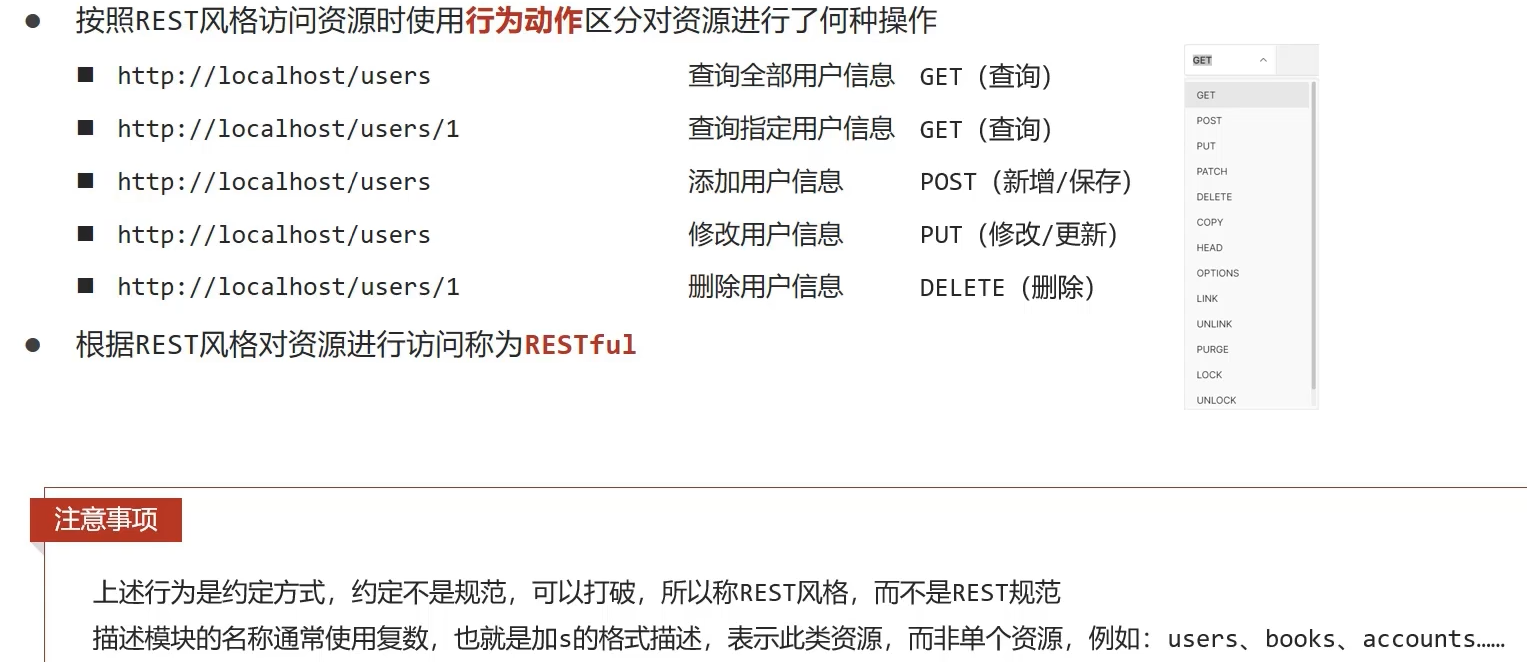 按照REST风格访问资源时使用行为动作区分对资源进行了何种操作
http://localhost/users 查询全部用户信息 GET（查询）
http://localhost/users/1 查询指定用户信息 GET（查询）
http://localhost/users 添加用户信息 POST（新增/保存）
http://localhost/users 修改用户信息 PUT（修改/更新）
http://localhost/users/1 删除用户信息 DELETE（删除）
根据REST风格对资源进行访问称为RESTful
GET
GET
POST
PUT
PATCH
DELETE
COPY
HEAD
OPTIONS
LINK
UNLINK
PURGE
LOCK
UNLOCK
注意事项
上述行为是约定方式，约定不是规范，可以打破，所以称REST风格，而不是REST规范
描述模块的名称通常使用复数，也就是加s的格式描述，表示此类资源，而非单个资源，例如：users、books、accounts……